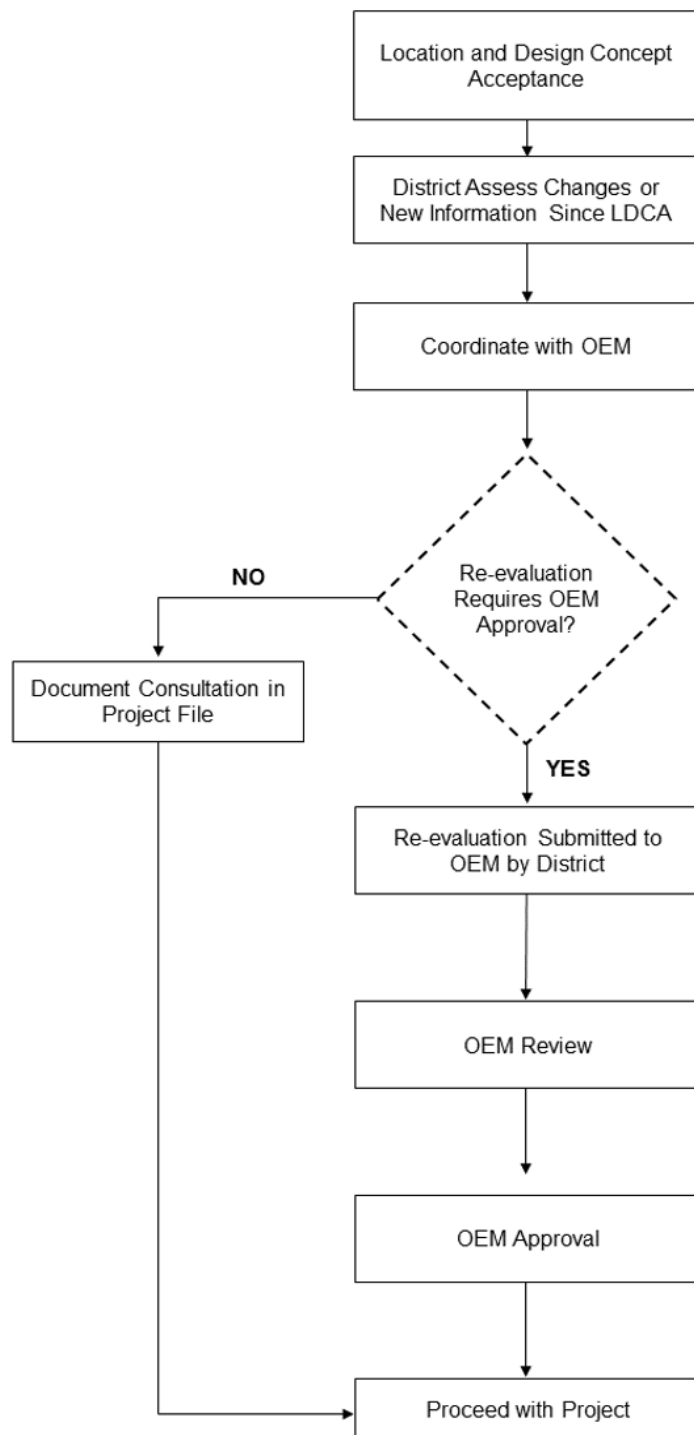 Location and Design Concept
Acceptance
District Assess Changes or
New Information Since LDCA
Coordinate with OEM
Re-evaluation
Requires OEM
Approval?
NO
Document Consultation in
Project File
YES
Re-evaluation Submitted to
OEM by District
OEM Review
OEM Approval
Proceed with Project